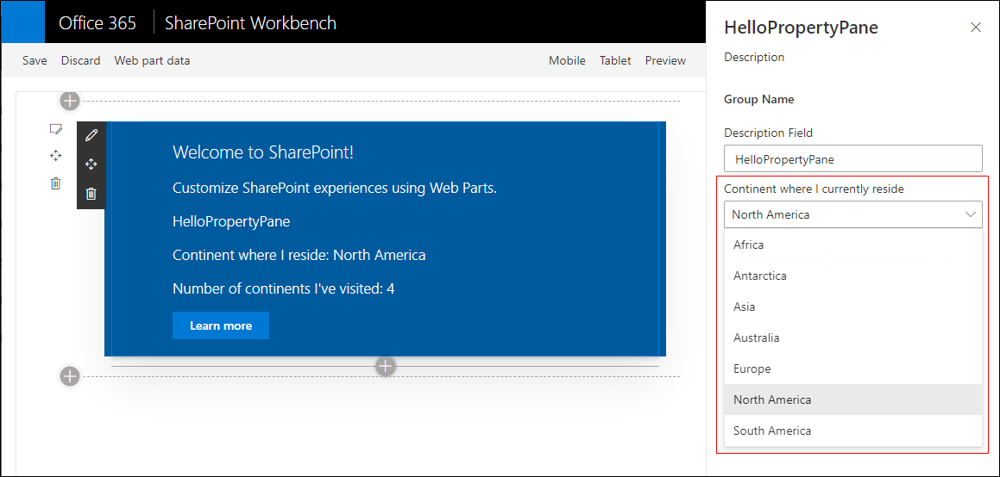 Office 365 SharePoint Workbench
Save Discard Web part data Mobile Tablet Preview
Welcome to SharePoint!
Customize SharePoint experiences using Web Parts.
HelloPropertyPane
Continent where I reside: North America
Number of continents I've visited: 4
Learn more
HelloPropertyPane
Description
Group Name
Description Field
HelloPropertyPane
Continent where I currently reside
North America
Africa
Antarctica
Asia
Australia
Europe
North America
South America